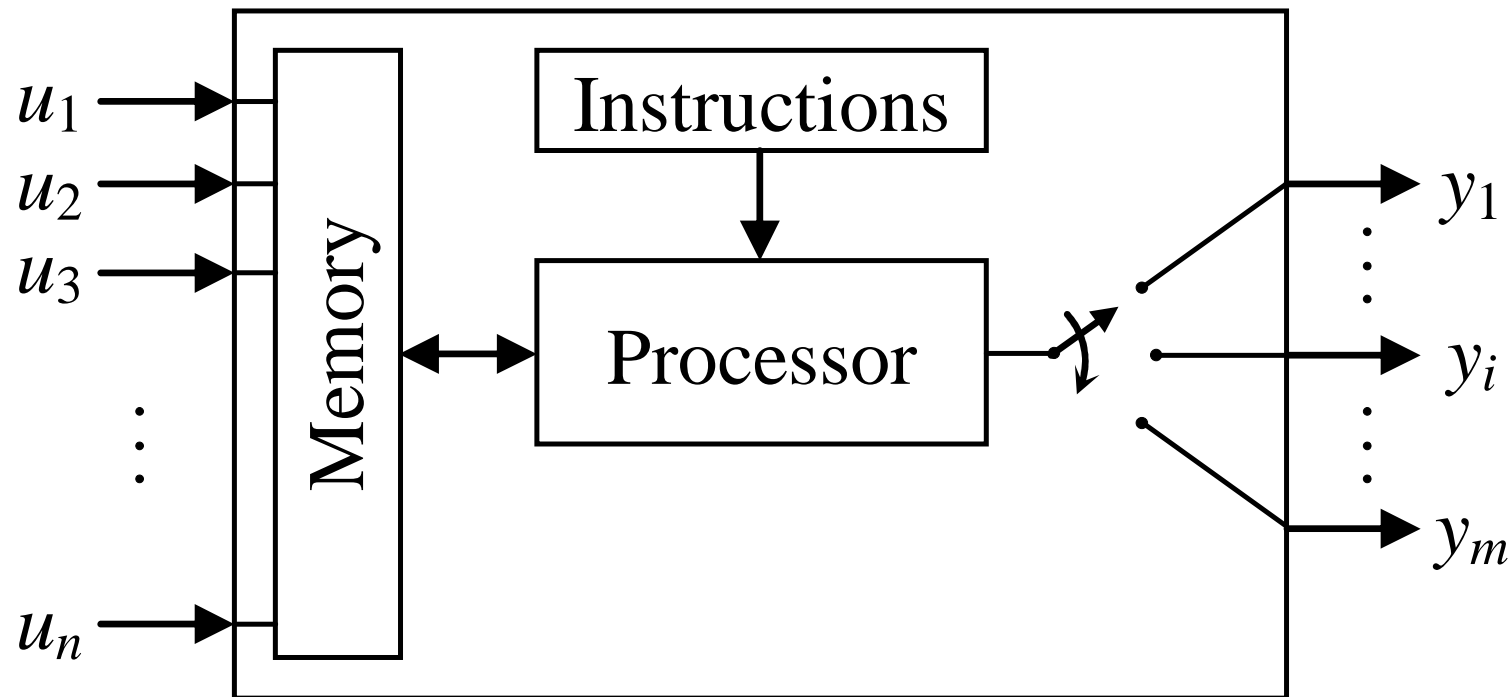 u1
u2
u3
⋮
un
Memory
Instructions
Processor
y1
⋮
yi
⋮
ym